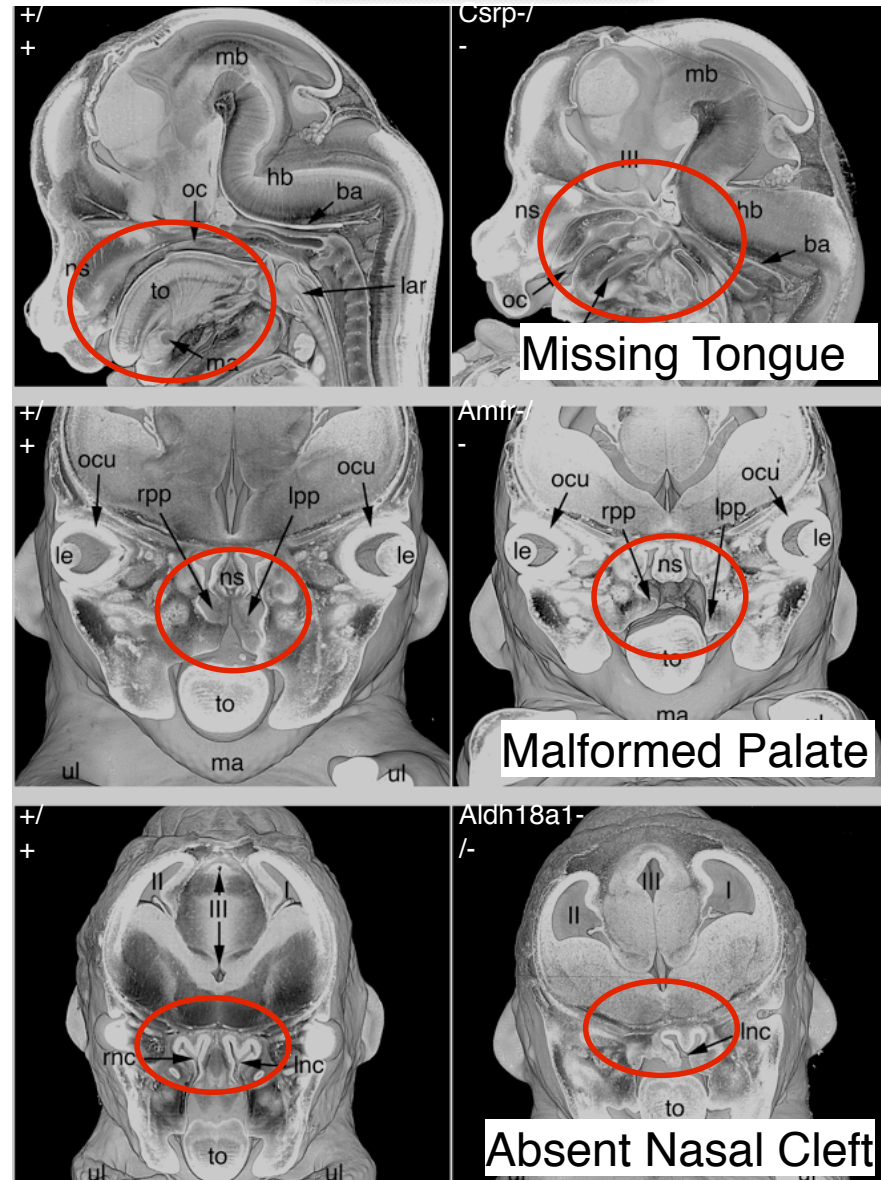 +/
+
mb
hb
oc
ba
ns
to
lar
ma
Csrp-/
-
mb
III
ns
hb
ba
oc
Missing Tongue
+/
+
ocu
ocu
rpp
lpp
le
le
ns
to
ma
ul
ul
Amfr-/
-
ocu
ocu
rpp
lpp
le
le
ns
to
ma
ul
Malformed Palate
+/
+
II
I
III
rnc
lnc
to
ul
ul
Aldh18a1-
/-
III
I
II
lnc
to
Absent Nasal Cleft
ul